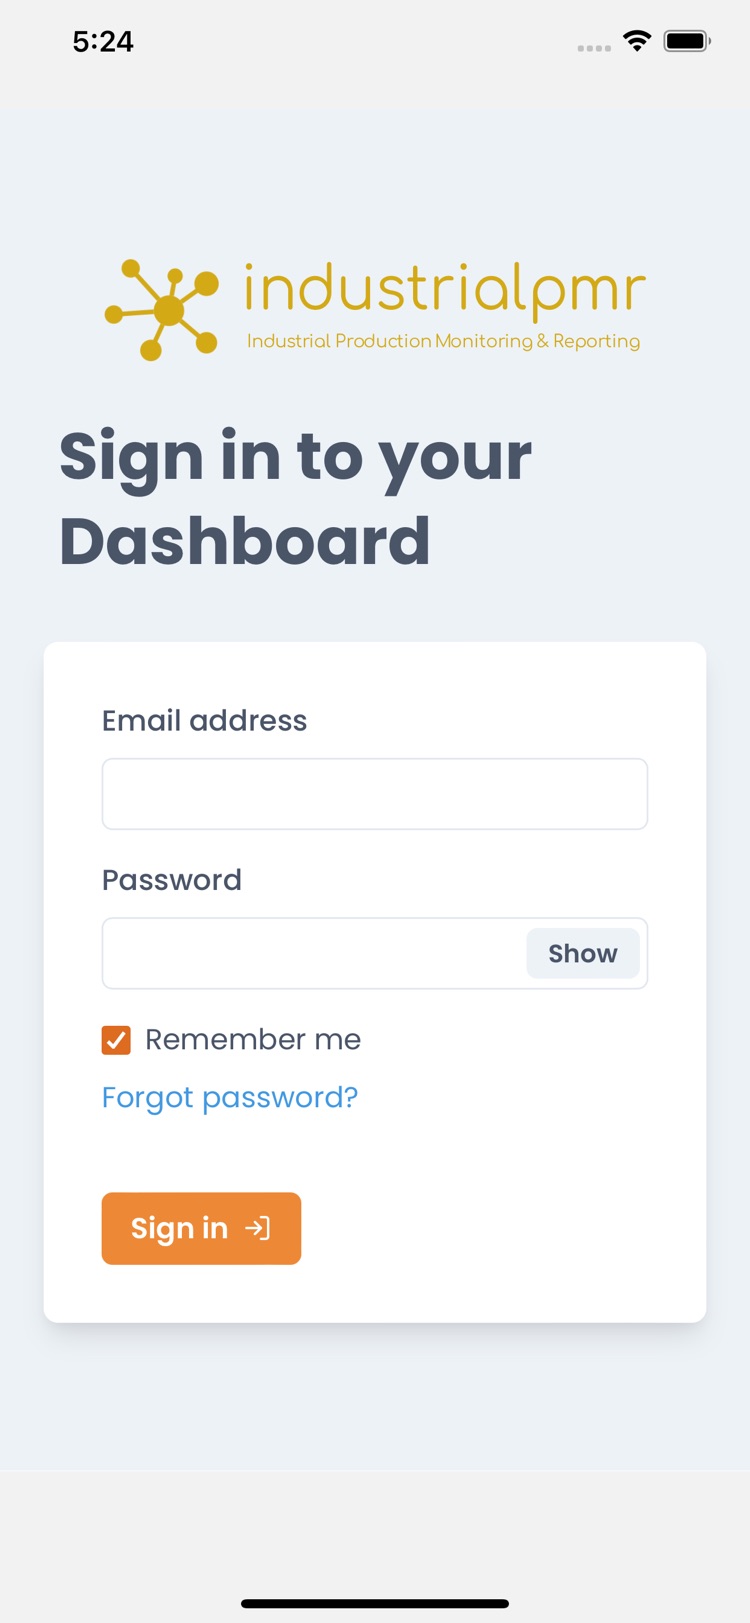 5:24
industrialpmr
Industrial Production Monitoring & Reporting
Sign in to your
Dashboard
Email address
Password
Show
Remember me
Forgot password?
Sign in